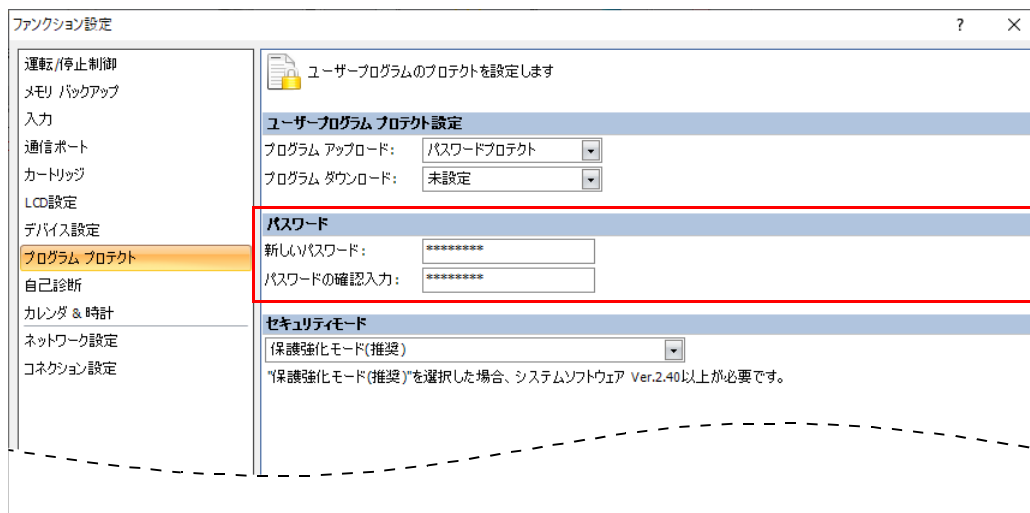 ファンクション設定
?
運転/停止制御
メモリ バックアップ
入力
通信ポート
カートリッジ
LCD設定
デバイス設定
プログラム プロテクト
自己診断
カレンダ & 時計
ネットワーク設定
コネクション設定
ユーザープログラムのプロテクトを設定します
ユーザープログラム プロテクト設定
プログラム アップロード: パスワードプロテクト
プログラム ダウンロード: 未設定
パスワード
新しいパスワード: ********
パスワードの確認入力: ********
セキュリティモード
保護強化モード(推奨)
"保護強化モード(推奨)"を選択した場合、システムソフトウェア Ver.2.40以上が必要です。